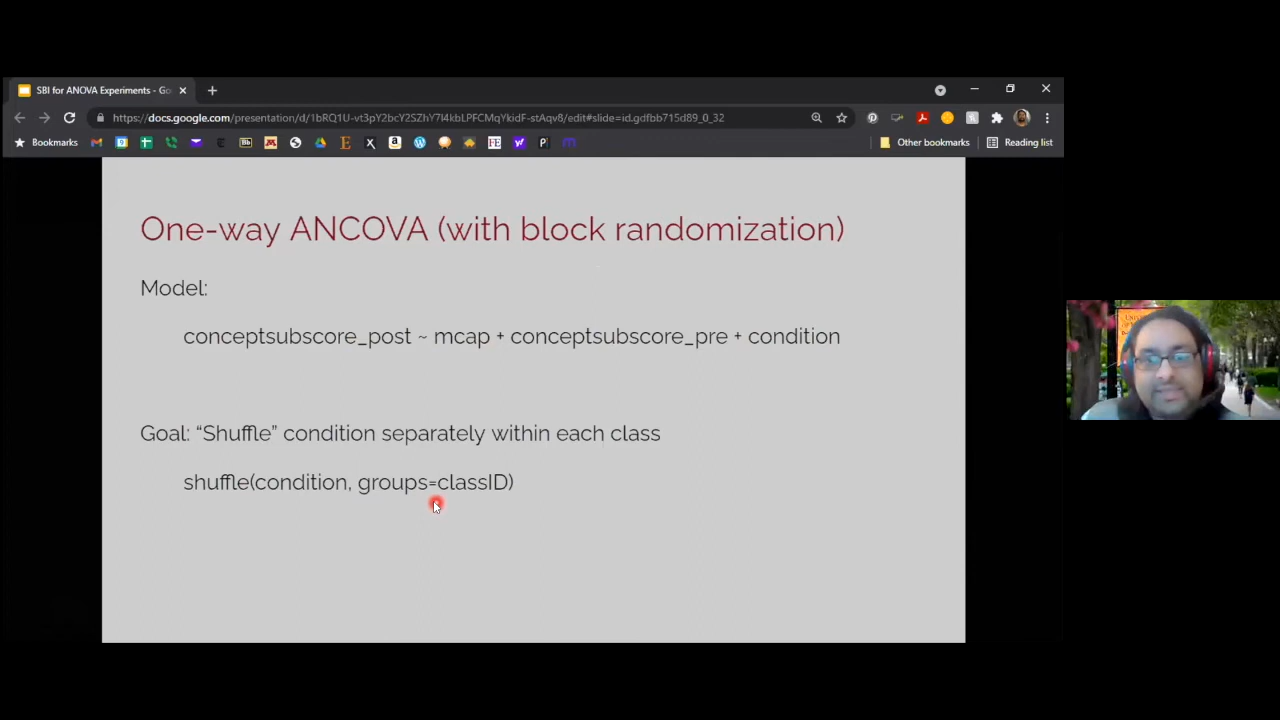 SBI for ANOVA Experiments - Go
https://docs.google.com/presentation/d/1bRQ1U-vt3pY2bcY2SZhY7l4kbLPFCMqYkidF-stAqv8/edit#slide=id.gdfbb715d89_0_32
Bookmarks
Other bookmarks
Reading list
One-way ANCOVA (with block randomization)
Model:
conceptsubscore_post ~ mcap + conceptsubscore_pre + condition
Goal: “Shuffle” condition separately within each class
shuffle(condition, groups=classID)